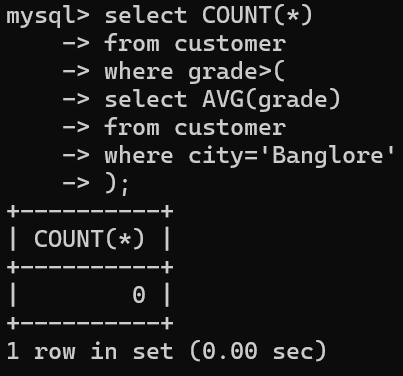 mysql> select COUNT(*)
    -> from customer
    -> where grade>(
    -> select AVG(grade)
    -> from customer
    -> where city='Banglore'
    -> );
+----------+
| COUNT(*) |
+----------+
|        0 |
+----------+
1 row in set (0.00 sec)